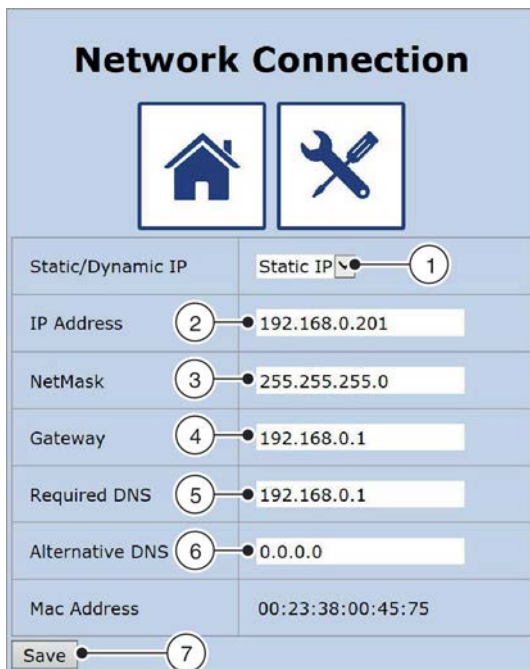 Network Connection
Static/Dynamic IP Static IP 1
IP Address 2 192.168.0.201
NetMask 3 255.255.255.0
Gateway 4 192.168.0.1
Required DNS 5 192.168.0.1
Alternative DNS 6 0.0.0.0
Mac Address 00:23:38:00:45:75
Save 7